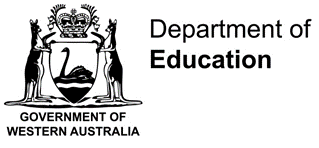 Department of
Education
GOVERNMENT OF
WESTERN AUSTRALIA